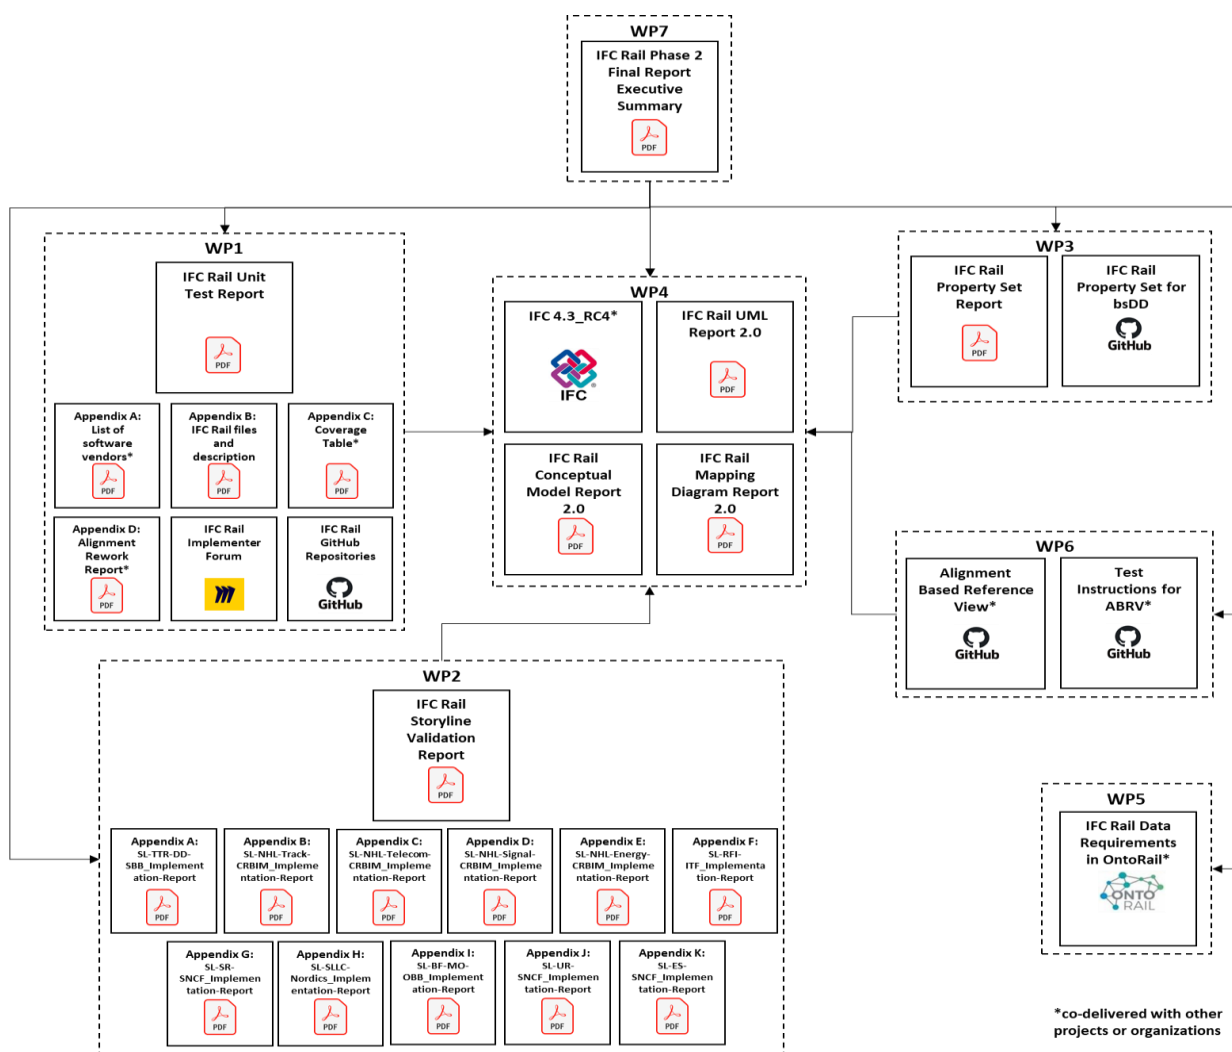 WP7
IFC Rail Phase 2
Final Report
Executive
Summary
PDF
WP1
IFC Rail Unit
Test Report
PDF
Appendix A:
List of
software
vendors*
PDF
Appendix B:
IFC Rail files
and
description
PDF
Appendix C:
Coverage
Table*
PDF
Appendix D:
Alignment
Rework
Report*
PDF
IFC Rail
Implementer
Forum
IFC Rail
GitHub
Repositories
GitHub
WP4
IFC 4.3_RC4*
IFC
®
IFC Rail UML
Report 2.0
PDF
IFC Rail
Conceptual
Model Report
2.0
PDF
IFC Rail
Mapping
Diagram Report
2.0
PDF
WP3
IFC Rail
Property Set
Report
PDF
IFC Rail
Property Set for
bsDD
GitHub
WP6
Alignment
Based Reference
View*
GitHub
Test
Instructions for
ABRV*
GitHub
WP2
IFC Rail
Storyline
Validation
Report
PDF
Appendix A:
SL-TTR-DD-
SBB_Implement
ation-Report
PDF
Appendix B:
SL-NHL-Track-
CRBIM_Impleme
ntation-Report
PDF
Appendix C:
SL-NHL-Telecom-
CRBIM_Impleme
ntation-Report
PDF
Appendix D:
SL-NHL-Signal-
CRBIM_Impleme
ntation-Report
PDF
Appendix E:
SL-NHL-Energy-
CRBIM_Impleme
ntation-Report
PDF
Appendix F:
SL-RFI-
ITF_Implementa
tion-Report
PDF
Appendix G:
SL-SR-
SNCF_Implemen
tation-Report
PDF
Appendix H:
SL-SLLC-
Nordics_Implem
entation-Report
PDF
Appendix I:
SL-BF-MO-
OBB_Implement
ation-Report
PDF
Appendix J:
SL-UR-
SNCF_Implemen
tation-Report
PDF
Appendix K:
SL-ES-
SNCF_Implemen
tation-Report
PDF
WP5
IFC Rail Data
Requirements
in OntoRail*
ONTO
RAIL
*co-delivered with other
projects or organizations